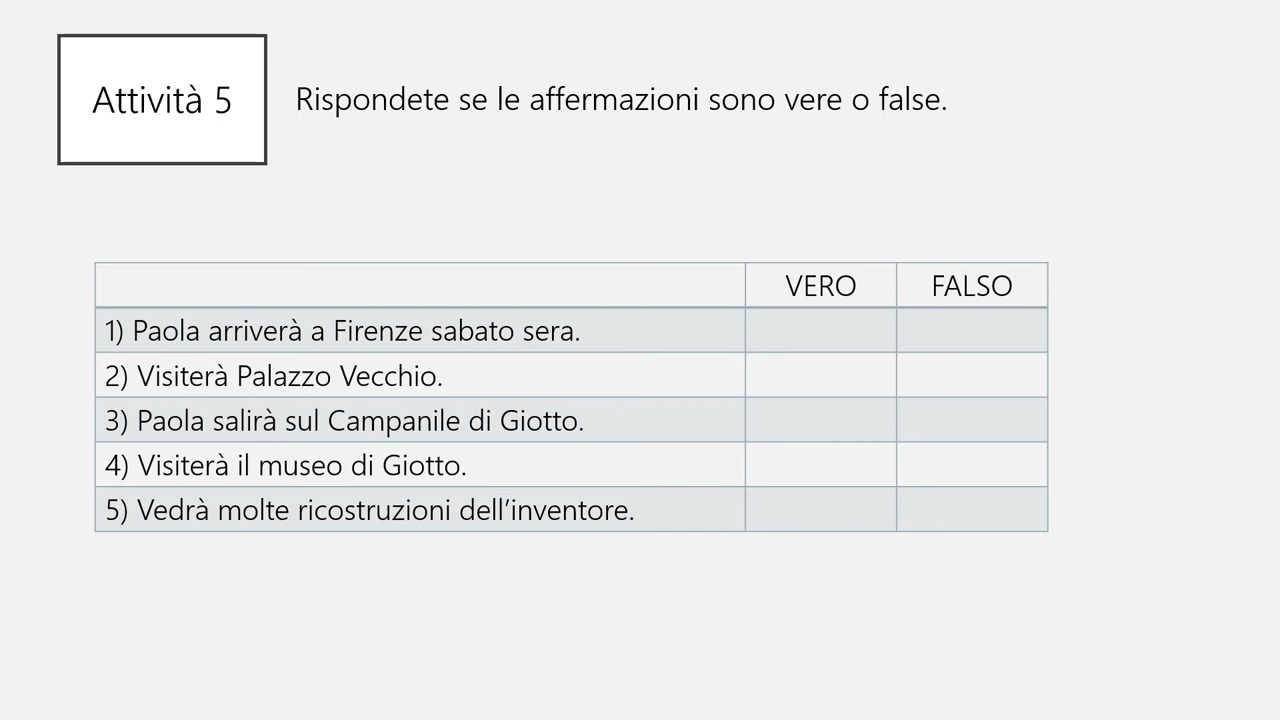 Attività 5
Rispondete se le affermazioni sono vere o false.
VERO FALSO
1) Paola arriverà a Firenze sabato sera.
2) Visiterà Palazzo Vecchio.
3) Paola salirà sul Campanile di Giotto.
4) Visiterà il museo di Giotto.
5) Vedrà molte ricostruzioni dell’inventore.